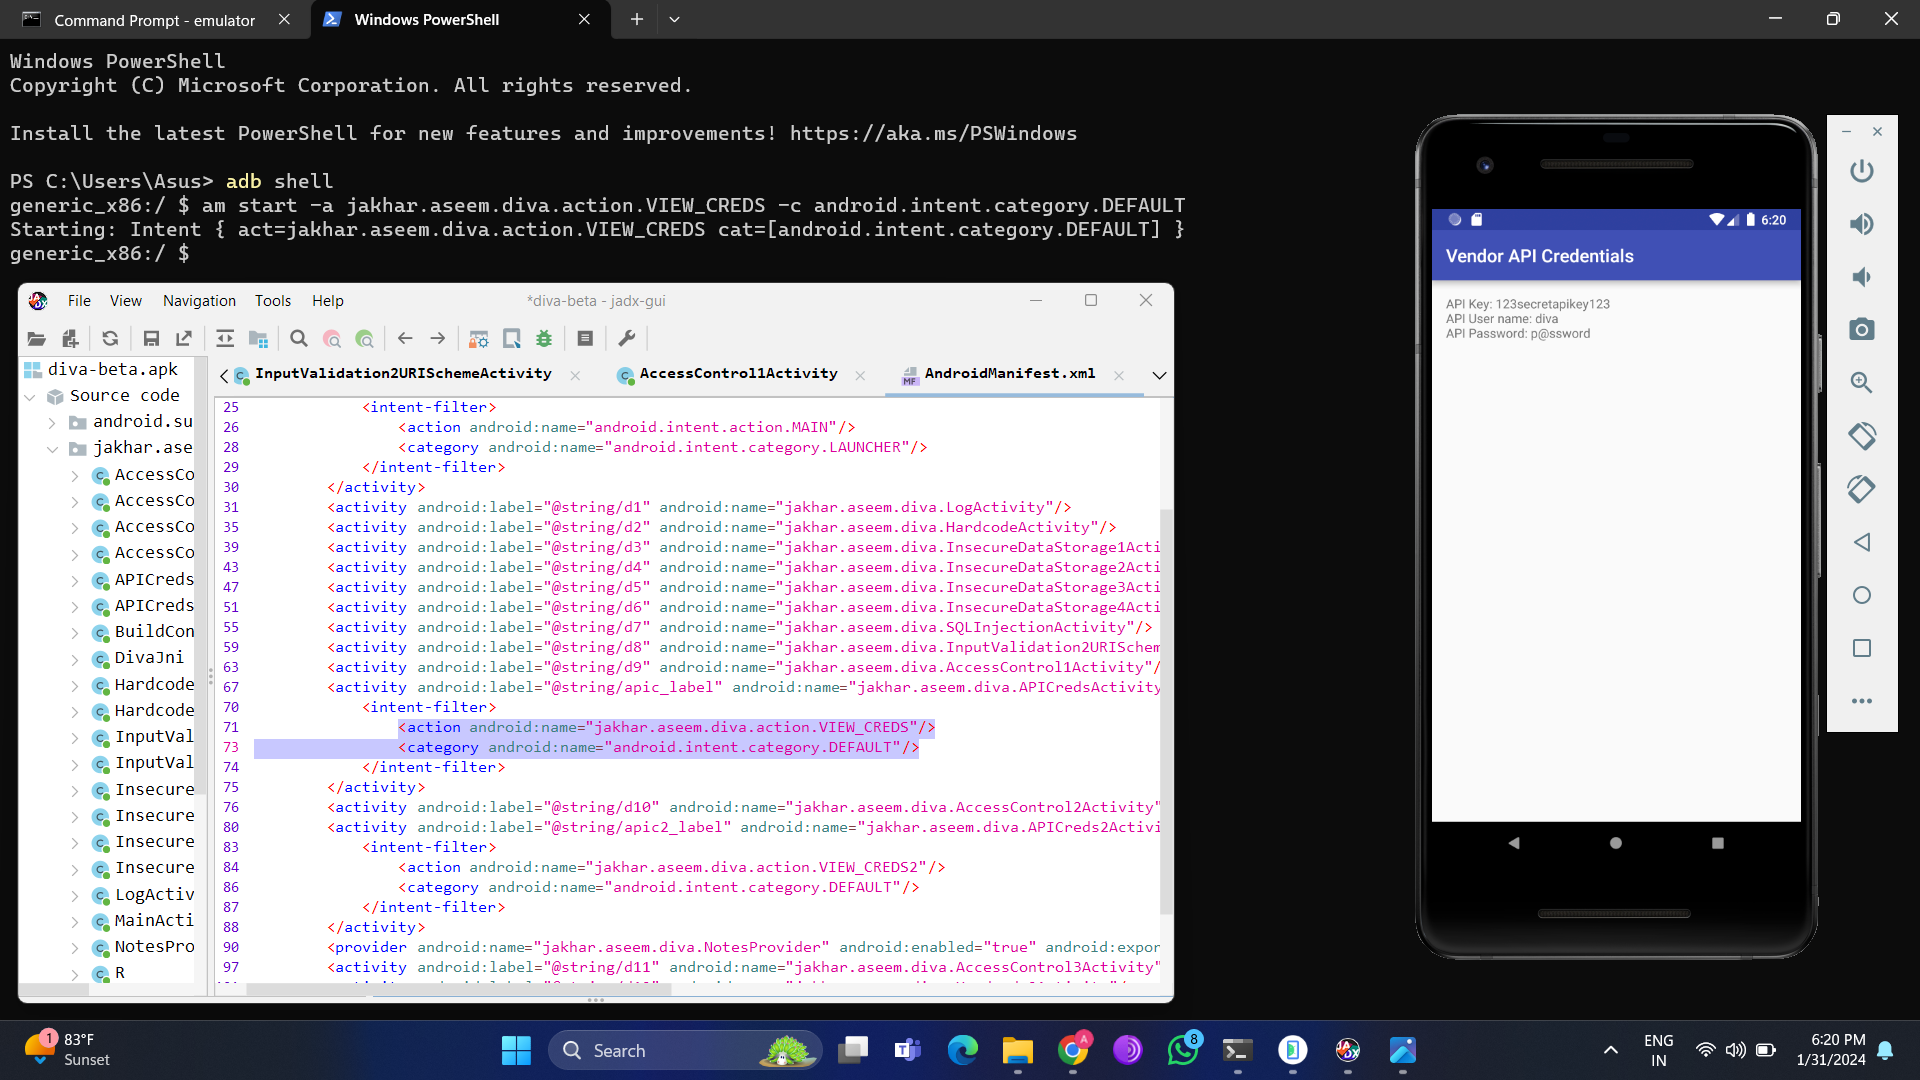 Command Prompt - emulator
Windows PowerShell
Windows PowerShell
Copyright (C) Microsoft Corporation. All rights reserved.
Install the latest PowerShell for new features and improvements! https://aka.ms/PSWindows
PS C:\Users\Asus> adb shell
generic_x86:/ $ am start -a jakhar.aseem.diva.action.VIEW_CREDS -c android.intent.category.DEFAULT
Starting: Intent { act=jakhar.aseem.diva.action.VIEW_CREDS cat=[android.intent.category.DEFAULT] }
generic_x86:/ $
File View Navigation Tools Help
*diva-beta - jadx-gui
diva-beta.apk
Source code
android.su
jakhar.ase
AccessCo
AccessCo
AccessCo
AccessCo
APICreds
APICreds
BuildCon
DivaJni
Hardcode
Hardcode
InputVal
InputVal
Insecure
Insecure
Insecure
Insecure
LogActiv
MainActi
NotesPro
R
InputValidation2URISchemeActivity
AccessControl1Activity
MF AndroidManifest.xml
25 <intent-filter>
26 <action android:name="android.intent.action.MAIN"/>
28 <category android:name="android.intent.category.LAUNCHER"/>
29 </intent-filter>
30 </activity>
31 <activity android:label="@string/d1" android:name="jakhar.aseem.diva.LogActivity"/>
35 <activity android:label="@string/d2" android:name="jakhar.aseem.diva.HardcodeActivity"/>
39 <activity android:label="@string/d3" android:name="jakhar.aseem.diva.InsecureDataStorage1Acti
43 <activity android:label="@string/d4" android:name="jakhar.aseem.diva.InsecureDataStorage2Acti
47 <activity android:label="@string/d5" android:name="jakhar.aseem.diva.InsecureDataStorage3Acti
51 <activity android:label="@string/d6" android:name="jakhar.aseem.diva.InsecureDataStorage4Acti
55 <activity android:label="@string/d7" android:name="jakhar.aseem.diva.SQLInjectionActivity"/>
59 <activity android:label="@string/d8" android:name="jakhar.aseem.diva.InputValidation2URISchem
63 <activity android:label="@string/d9" android:name="jakhar.aseem.diva.AccessControl1Activity"/
67 <activity android:label="@string/apic_label" android:name="jakhar.aseem.diva.APICredsActivity
70 <intent-filter>
71 <action android:name="jakhar.aseem.diva.action.VIEW_CREDS"/>
73 <category android:name="android.intent.category.DEFAULT"/>
74 </intent-filter>
75 </activity>
76 <activity android:label="@string/d10" android:name="jakhar.aseem.diva.AccessControl2Activity"
80 <activity android:label="@string/apic2_label" android:name="jakhar.aseem.diva.APICreds2Activi
83 <intent-filter>
84 <action android:name="jakhar.aseem.diva.action.VIEW_CREDS2"/>
86 <category android:name="android.intent.category.DEFAULT"/>
87 </intent-filter>
88 </activity>
90 <provider android:name="jakhar.aseem.diva.NotesProvider" android:enabled="true" android:expor
97 <activity android:label="@string/d11" android:name="jakhar.aseem.diva.AccessControl3Activity"
6:20
Vendor API Credentials
API Key: 123secretapikey123
API User name: diva
API Password: p@ssword
1
83°F
Sunset
Search
A
8
ENG
IN
6:20 PM
1/31/2024